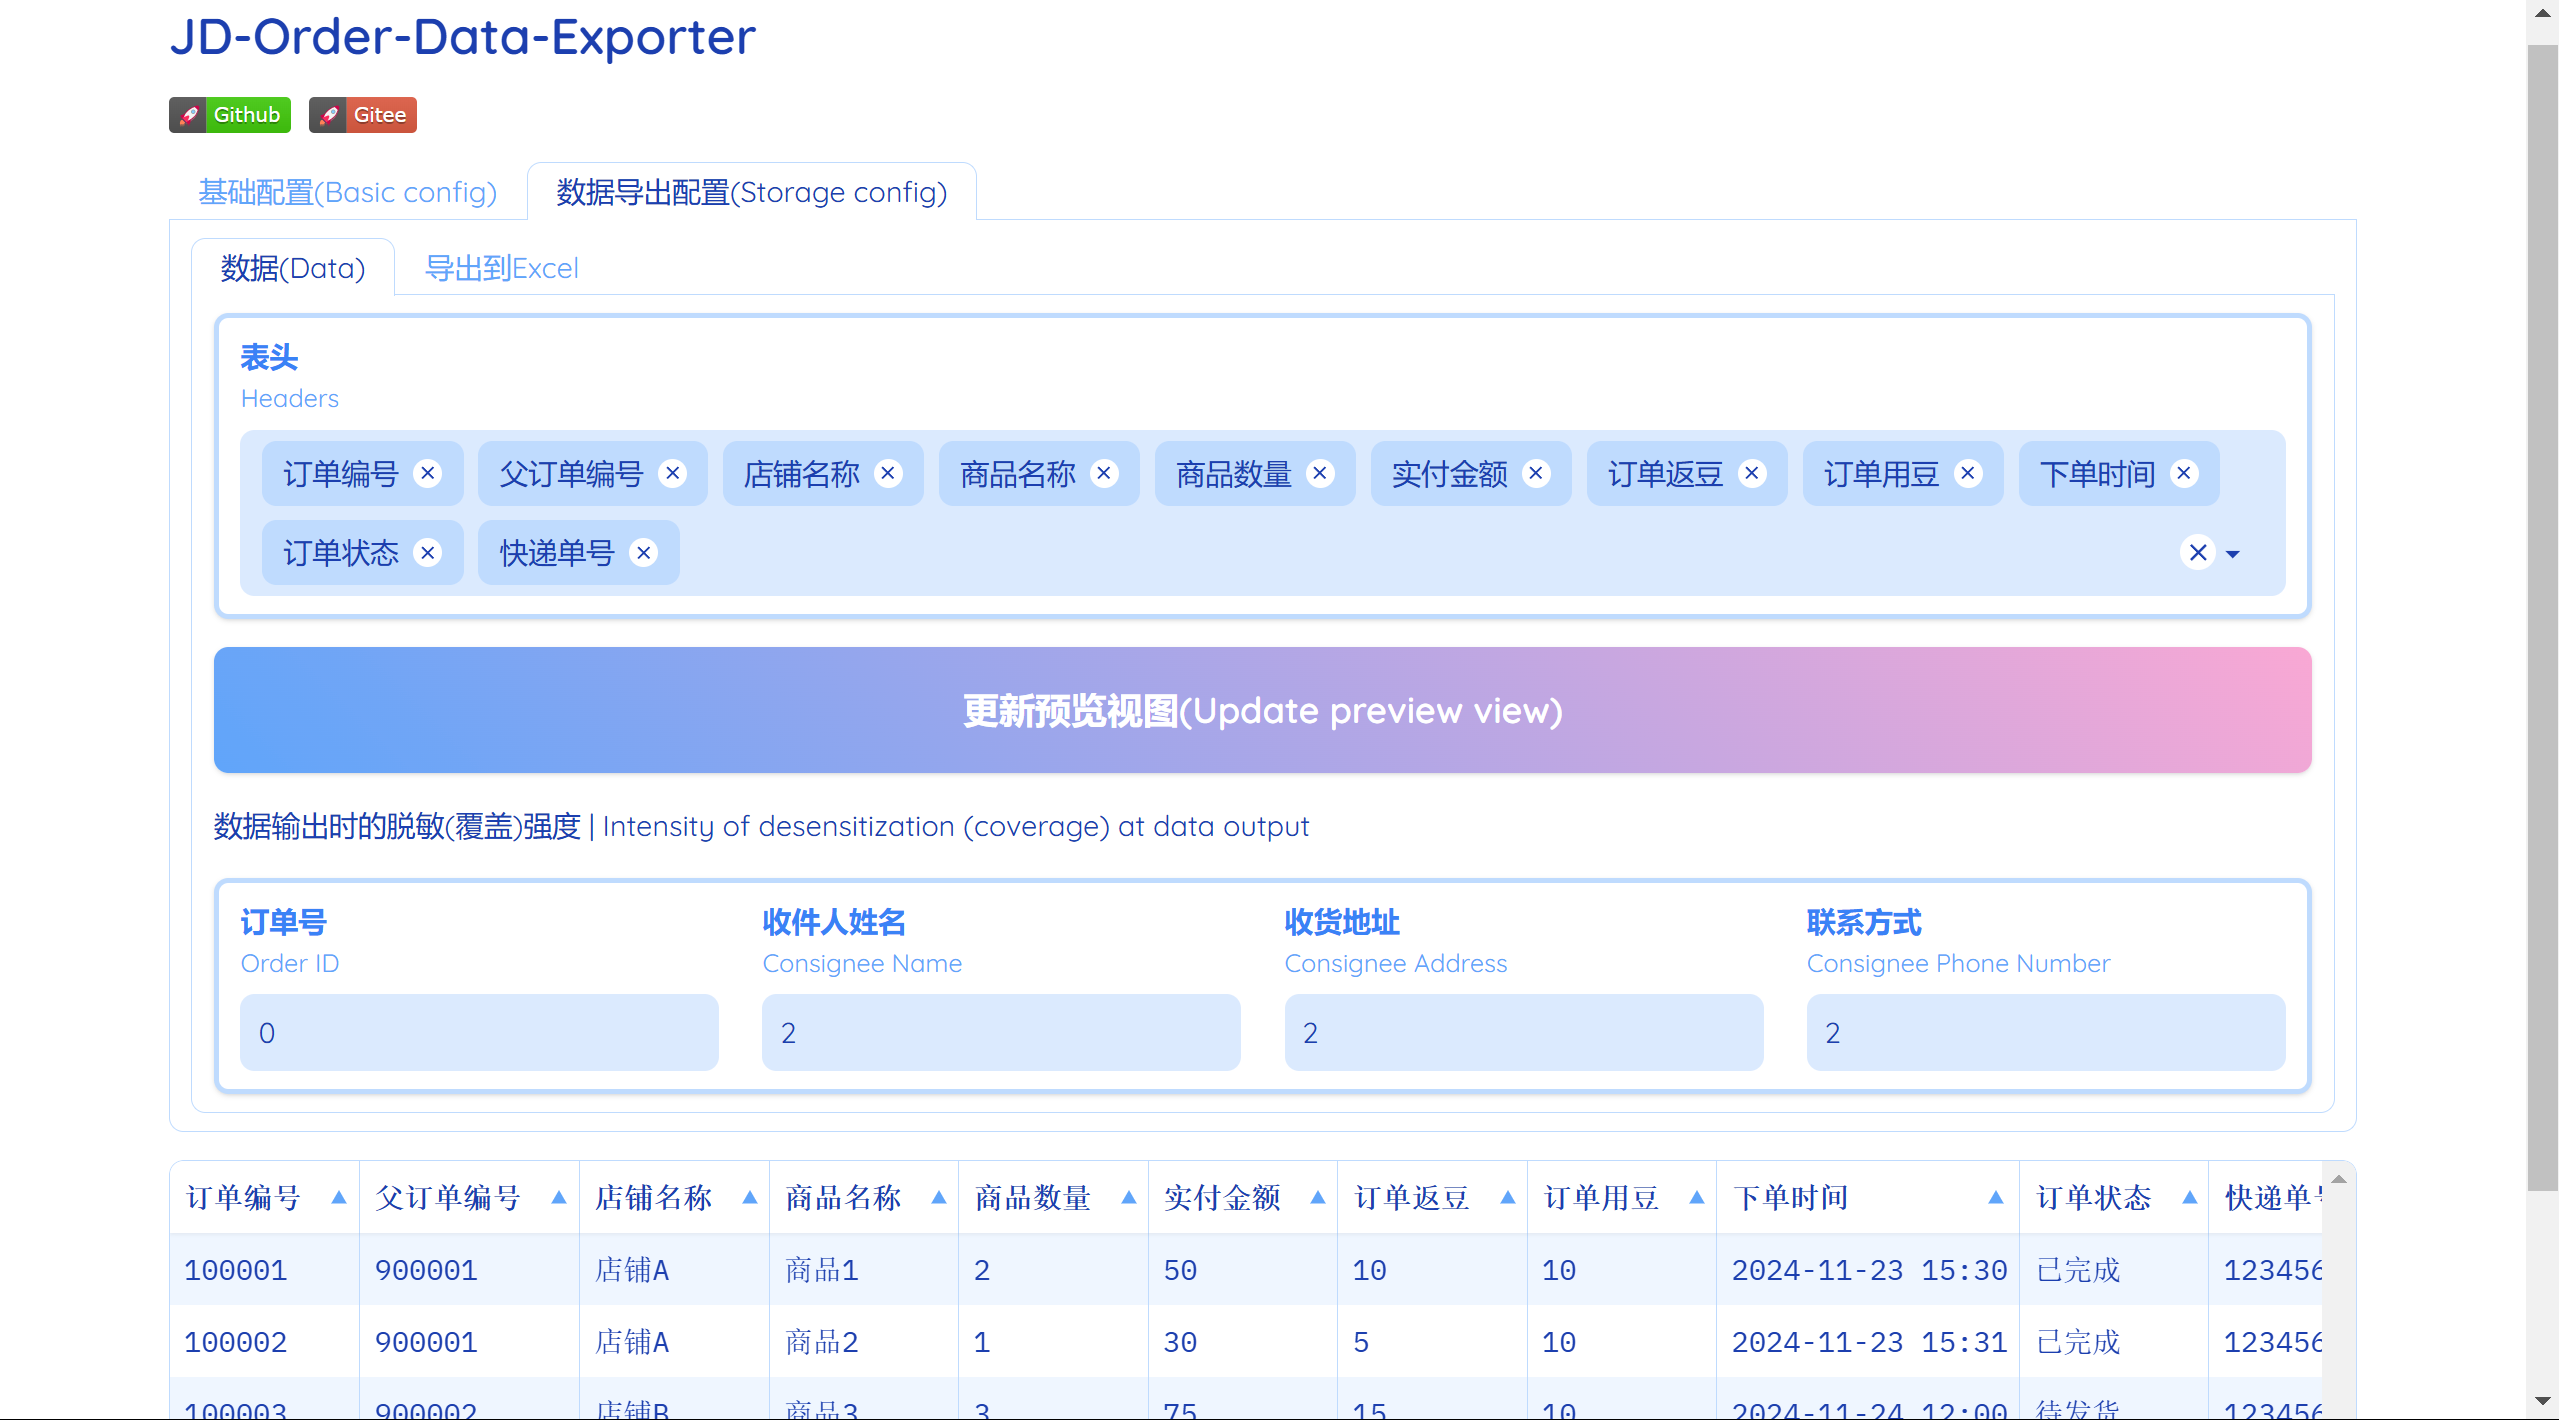 JD-Order-Data-Exporter
Github Gitee
基础配置(Basic config) 数据导出配置(Storage config)
数据(Data) 导出到Excel
表头
Headers
订单编号 父订单编号 店铺名称 商品名称 商品数量 实付金额 订单返豆 订单用豆 下单时间
订单状态 快递单号
更新预览视图(Update preview view)
数据输出时的脱敏(覆盖)强度 | Intensity of desensitization (coverage) at data output
订单号 收件人姓名 收货地址 联系方式
Order ID Consignee Name Consignee Address Consignee Phone Number
0 2 2 2
订单编号 父订单编号 店铺名称 商品名称 商品数量 实付金额 订单返豆 订单用豆 下单时间 订单状态 快递单
100001 900001 店铺A 商品1 2 50 10 10 2024-11-23 15:30 已完成 123456
100002 900001 店铺A 商品2 1 30 5 10 2024-11-23 15:31 已完成 123456
100003 900002 店铺B 商品3 3 75 15 10 2024-11-24 12:00 待发货 123456